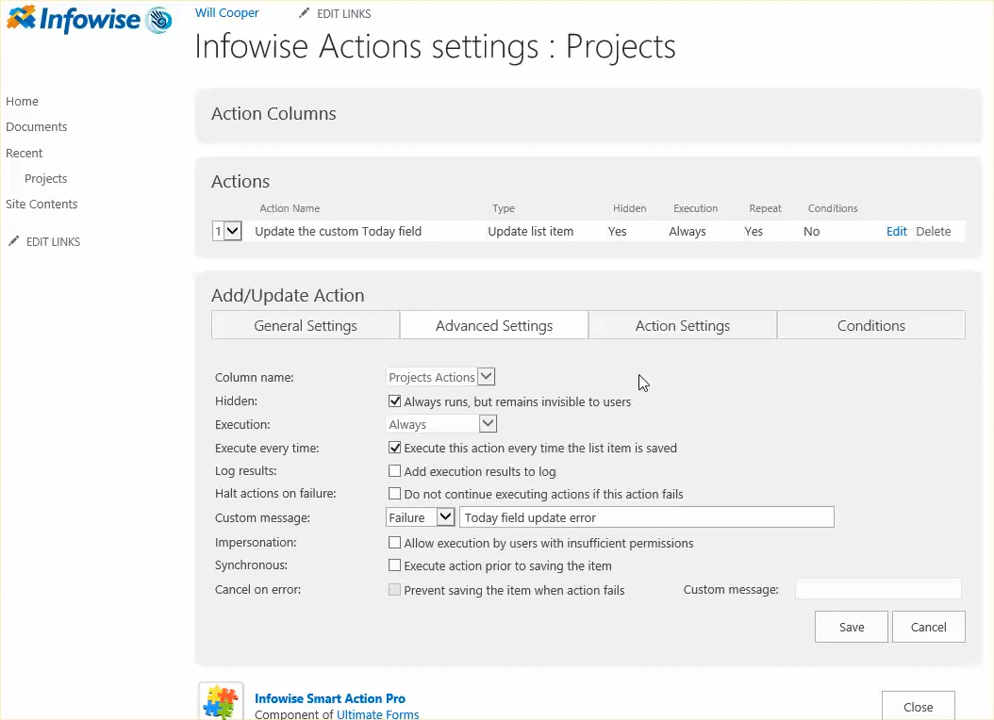 Infowise
Will Cooper
EDIT LINKS
Infowise Actions settings : Projects
Home
Documents
Recent
Projects
Site Contents
EDIT LINKS
Action Columns
Actions
Action Name Type Hidden Execution Repeat Conditions
1 Update the custom Today field Update list item Yes Always Yes No Edit Delete
Add/Update Action
General Settings Advanced Settings Action Settings Conditions
Column name: Projects Actions
Hidden: Always runs, but remains invisible to users
Execution: Always
Execute every time: Execute this action every time the list item is saved
Log results: Add execution results to log
Halt actions on failure: Do not continue executing actions if this action fails
Custom message: Failure Today field update error
Impersonation: Allow execution by users with insufficient permissions
Synchronous: Execute action prior to saving the item
Cancel on error: Prevent saving the item when action fails Custom message:
Save Cancel
Infowise Smart Action Pro
Component of Ultimate Forms
Close